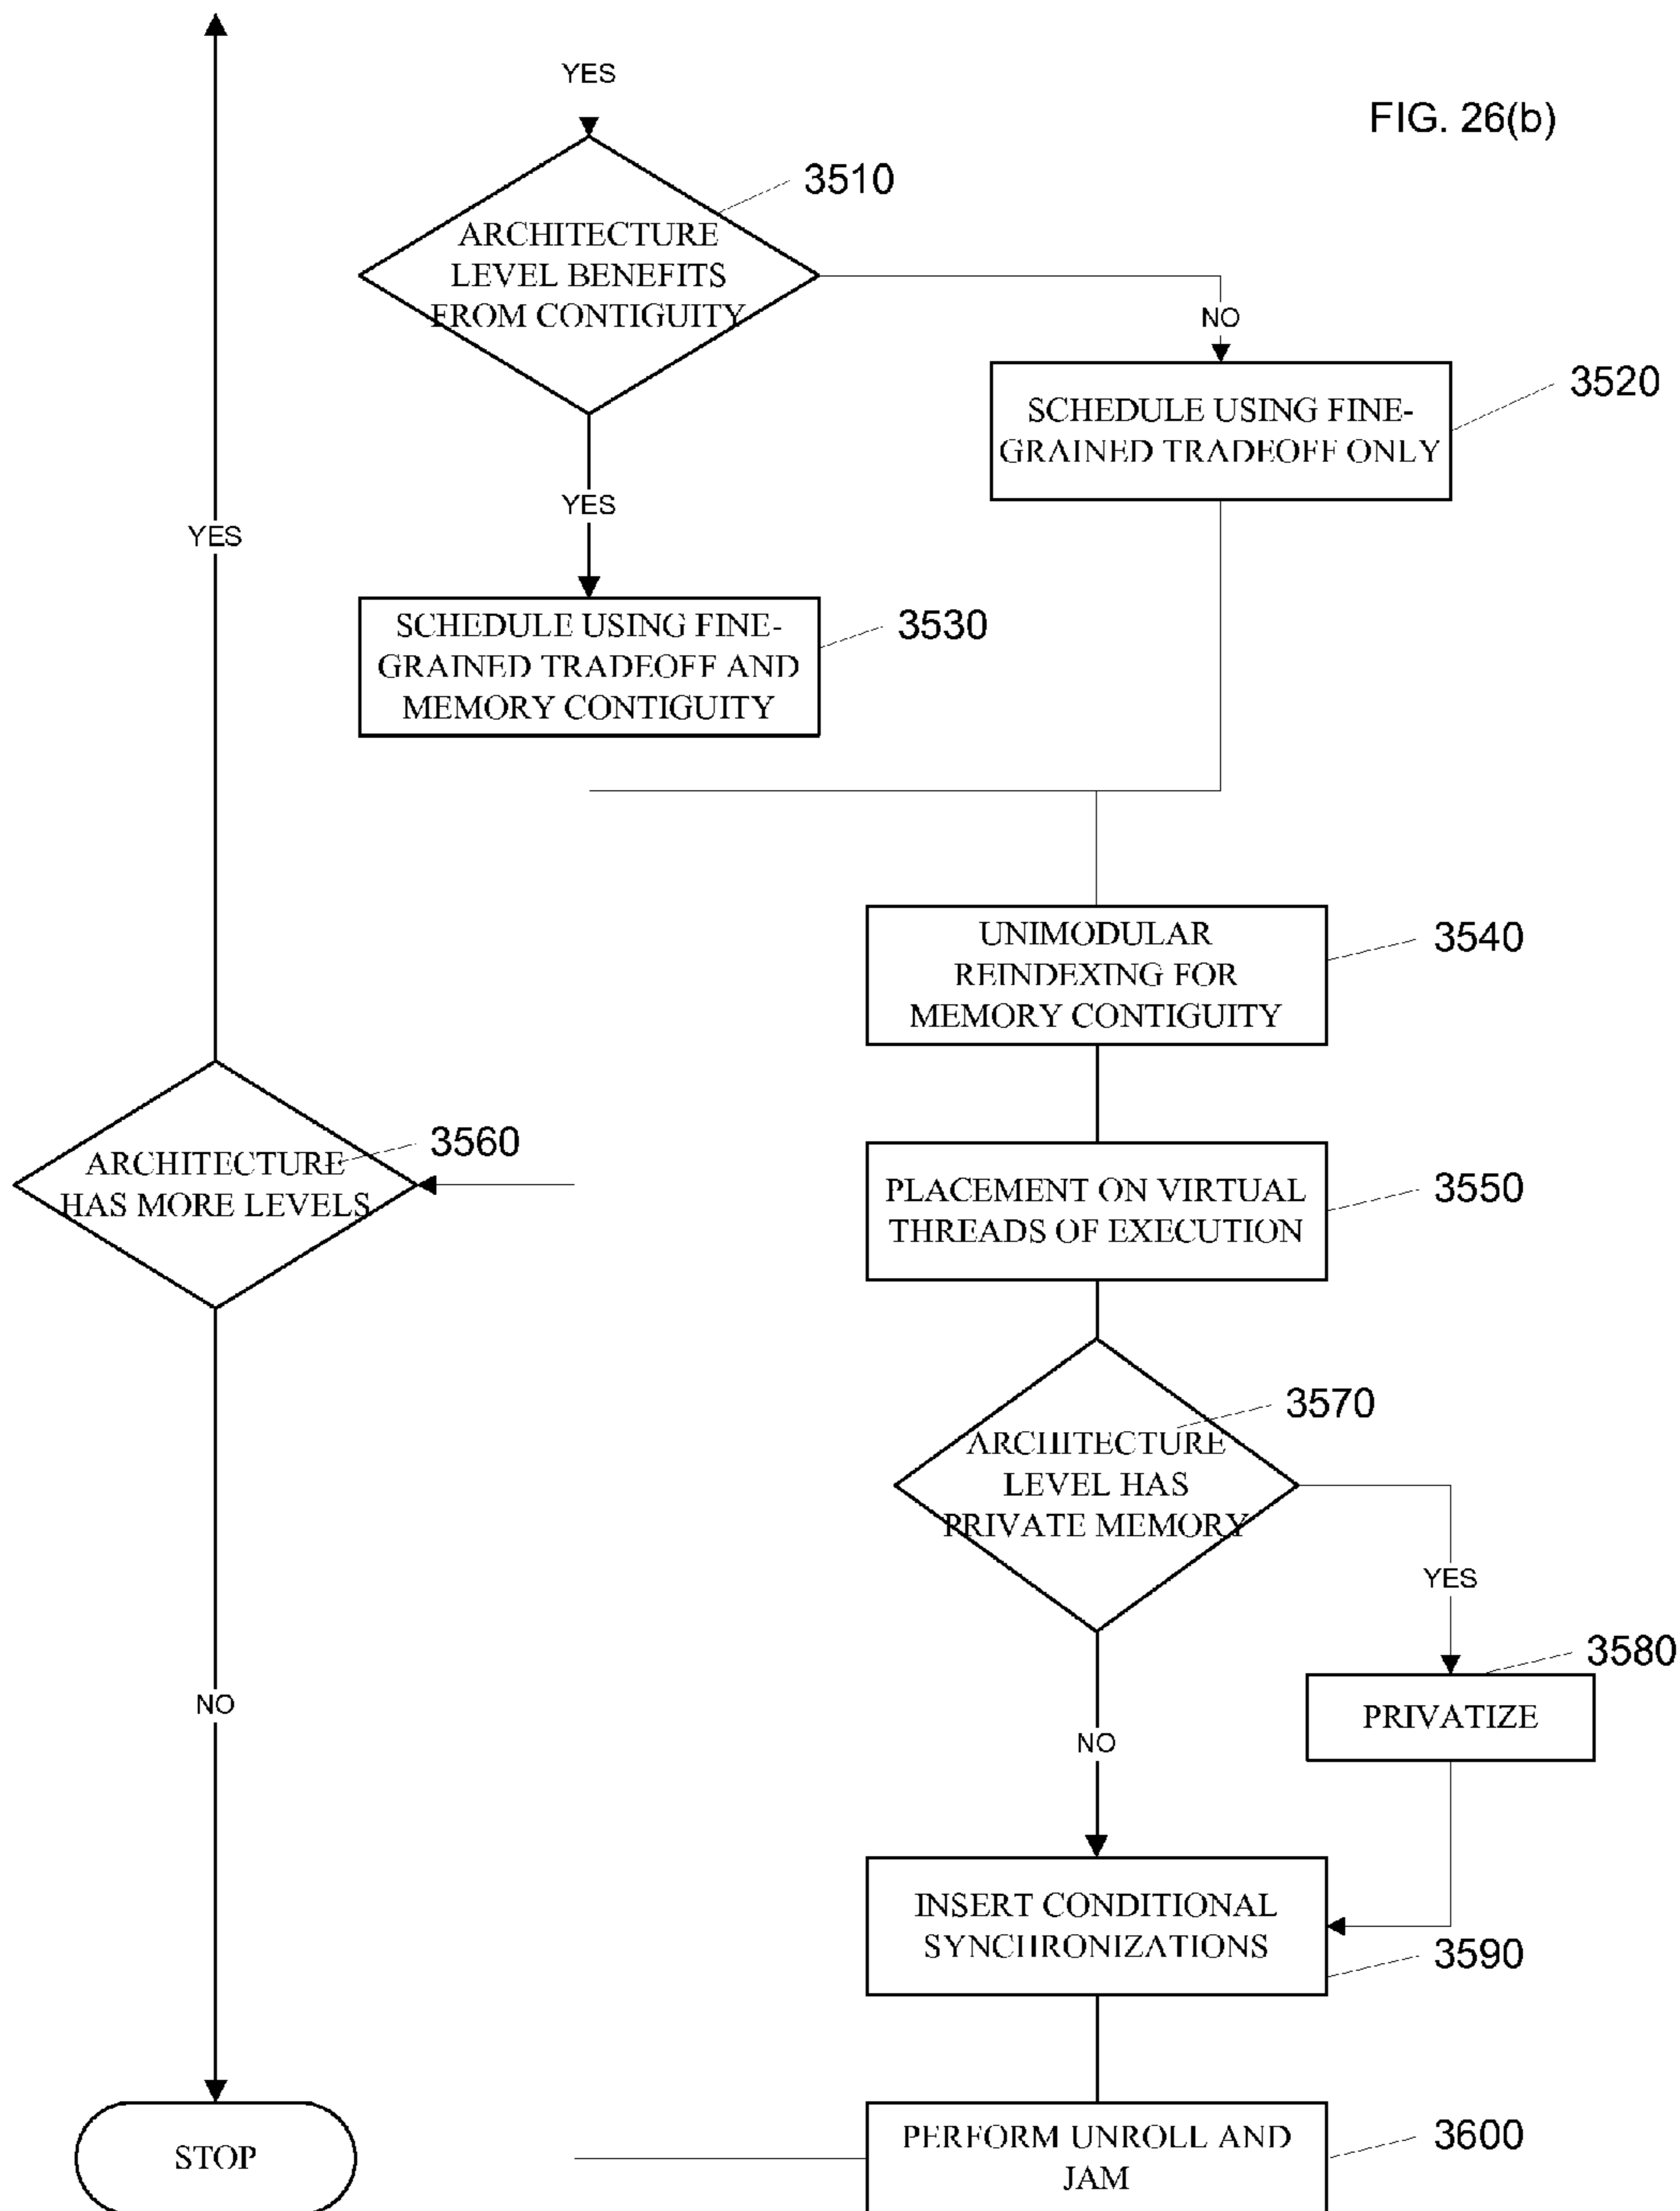 YES
FIG. 26(b)
3510
ARCHITECTURE
LEVEL BENEFITS
FROM CONTIGUITY
NO
3520
SCHEDULE USING FINE-
GRAINED TRADEOFF ONLY
YES
YES
3530
SCHEDULE USING FINE-
GRAINED TRADEOFF AND
MEMORY CONTIGUITY
UNIMODULAR
REINDEXING FOR
MEMORY CONTIGUITY
3540
3560
ARCHITECTURE
HAS MORE LEVELS
PLACEMENT ON VIRTUAL
THREADS OF EXECUTION
3550
3570
ARCHITECTURE
LEVEL HAS
PRIVATE MEMORY
YES
3580
PRIVATIZE
NO
NO
INSERT CONDITIONAL
SYNCHRONIZATIONS
3590
STOP
PERFORM UNROLL AND
JAM
3600